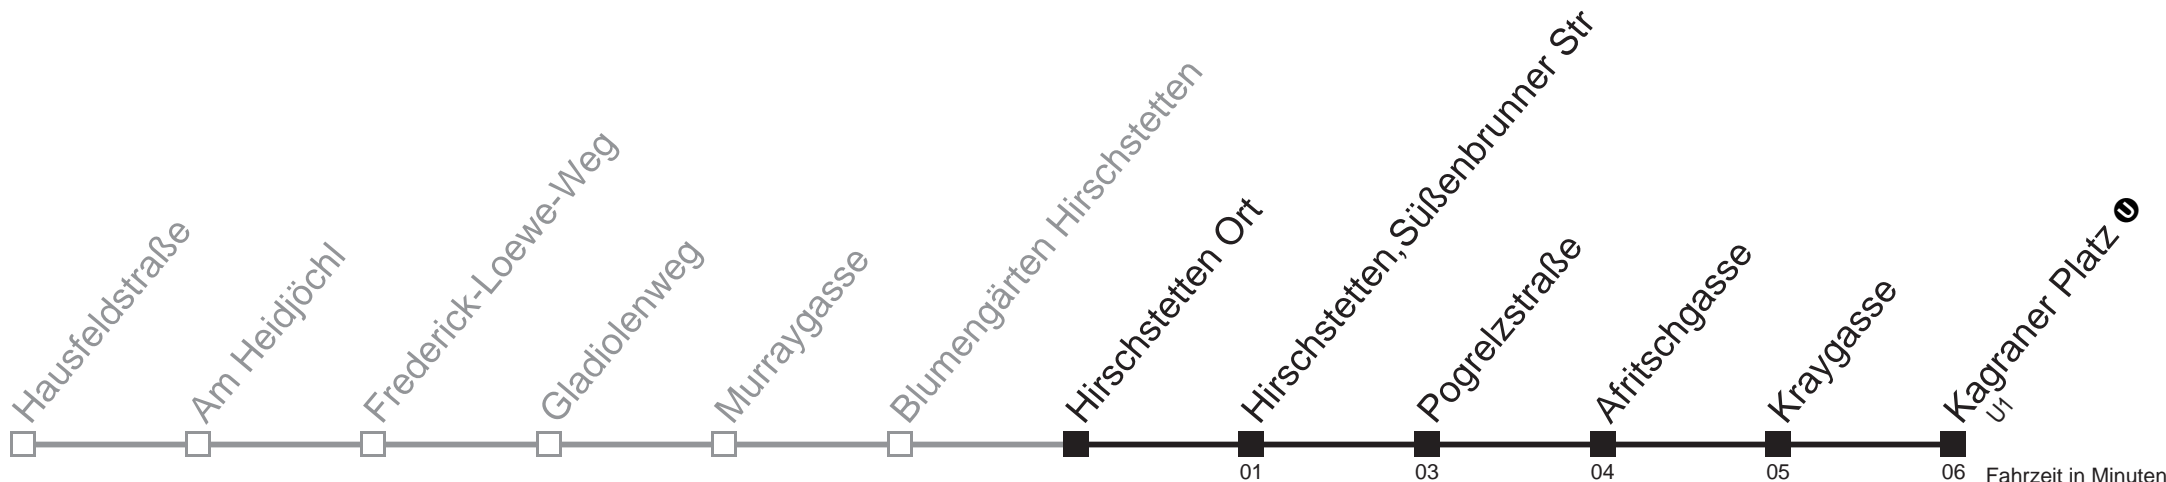 Hausfeldstraße
Am Heidjöchl
Frederick-Loewe-Weg
Gladiolenweg
Murraygasse
Blumengärten Hirschstetten
Hirschstetten Ort
Hirschstetten,Süßenbrunner Str
Pogrelzstraße
Afritschgasse
Kraygasse
Kagraner Platz U
U1
01 03 04 05 06 Fahrzeit in Minuten